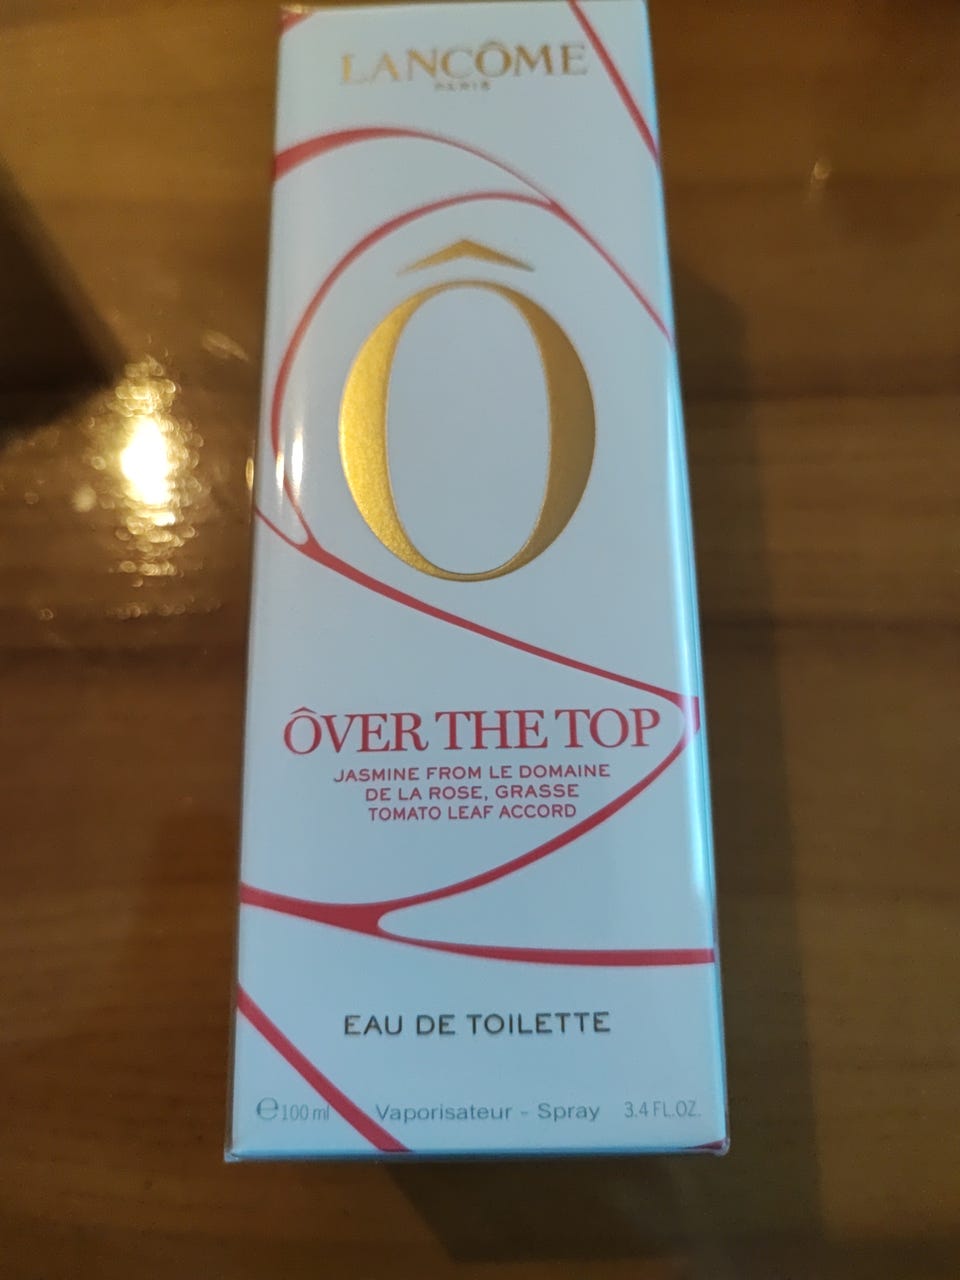 LANCÔME
PARIS
Ô
ÔVER THE TOP
JASMINE FROM LE DOMAINE
DE LA ROSE, GRASSE
TOMATO LEAF ACCORD
EAU DE TOILETTE
℮100 ml Vaporisateur - Spray 3.4 FL.OZ.